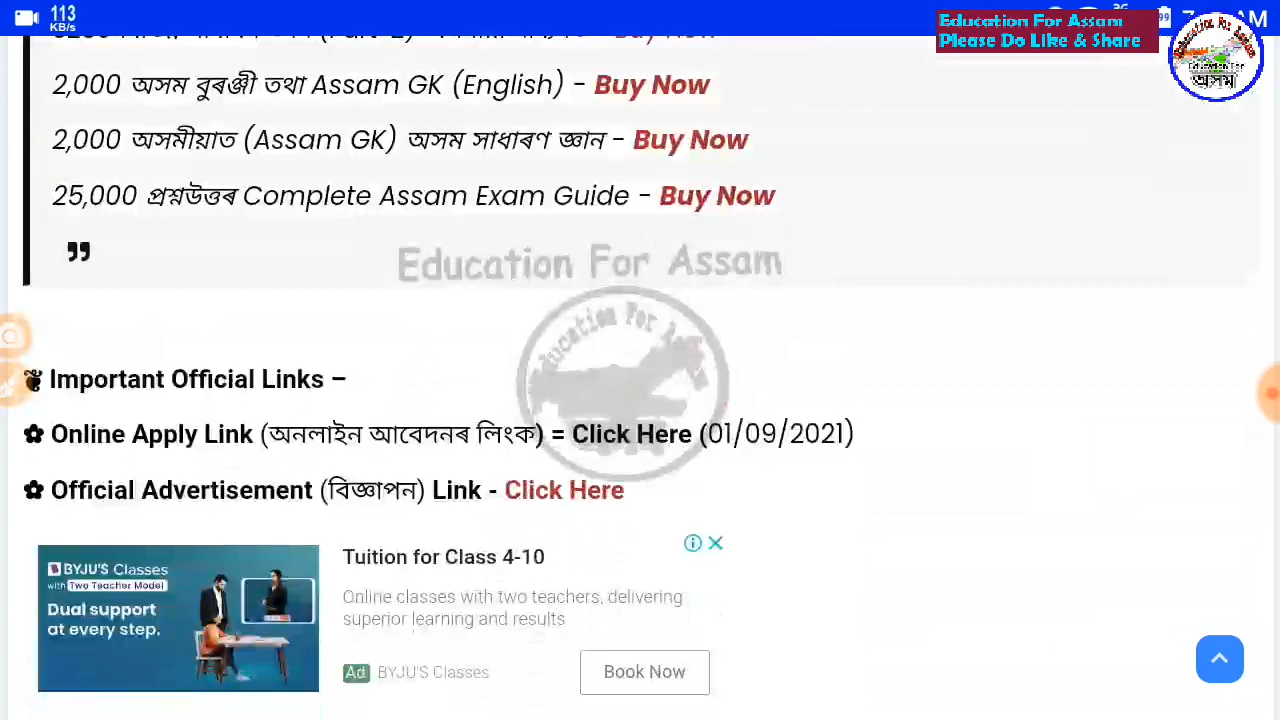 113
KB/s
AM
Education For Assam
Please Do Like & Share
অসম
2,000 অসম বুৰঞ্জী তথা Assam GK (English) - Buy Now
2,000 অসমীয়াত (Assam GK) অসম সাধাৰণ জ্ঞান - Buy Now
25,000 প্ৰশ্নউত্তৰ Complete Assam Exam Guide - Buy Now
”
Education For Assam
❦ Important Official Links –
✿ Online Apply Link (অনলাইন আবেদনৰ লিংক) = Click Here (01/09/2021)
✿ Official Advertisement (বিজ্ঞাপন) Link - Click Here
BYJU'S Classes
with Two Teacher Model
Dual support
at every step.
Tuition for Class 4-10
Online classes with two teachers, delivering
superior learning and results
Ad BYJU'S Classes
Book Now